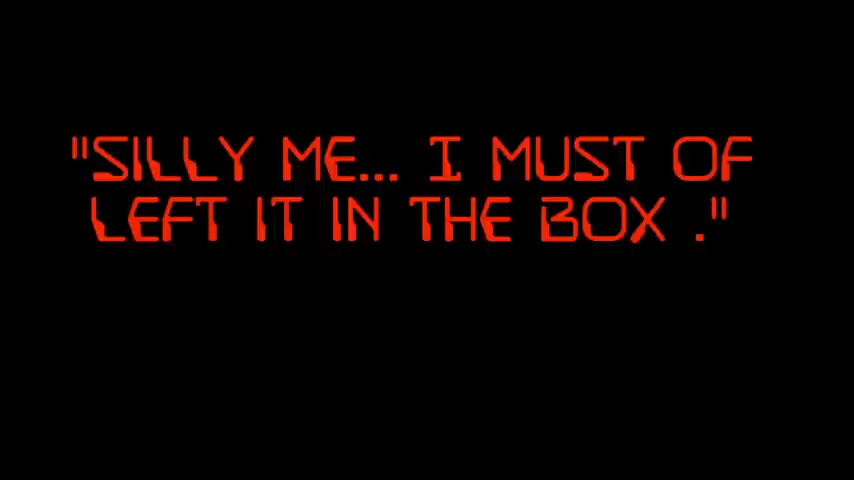 "SILLY ME... I MUST OF
LEFT IT IN THE BOX ."